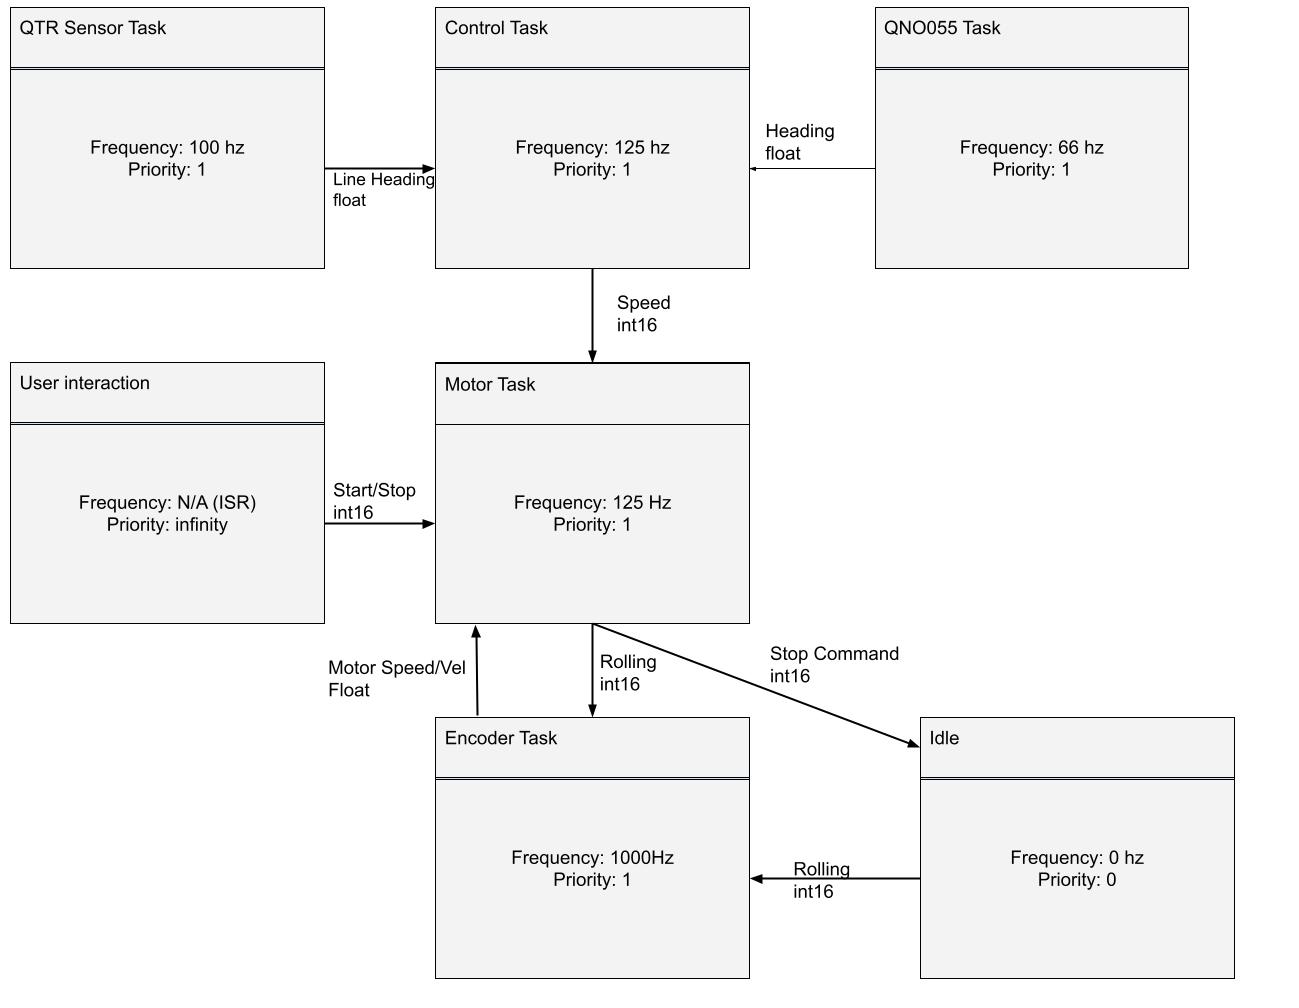 QTR Sensor Task
Frequency: 100 hz
Priority: 1
Line Heading
float
Control Task
Frequency: 125 hz
Priority: 1
Heading
float
QNO055 Task
Frequency: 66 hz
Priority: 1
Speed
int16
User interaction
Frequency: N/A (ISR)
Priority: infinity
Start/Stop
int16
Motor Task
Frequency: 125 Hz
Priority: 1
Motor Speed/Vel
Float
Rolling
int16
Stop Command
int16
Encoder Task
Frequency: 1000Hz
Priority: 1
Rolling
int16
Idle
Frequency: 0 hz
Priority: 0